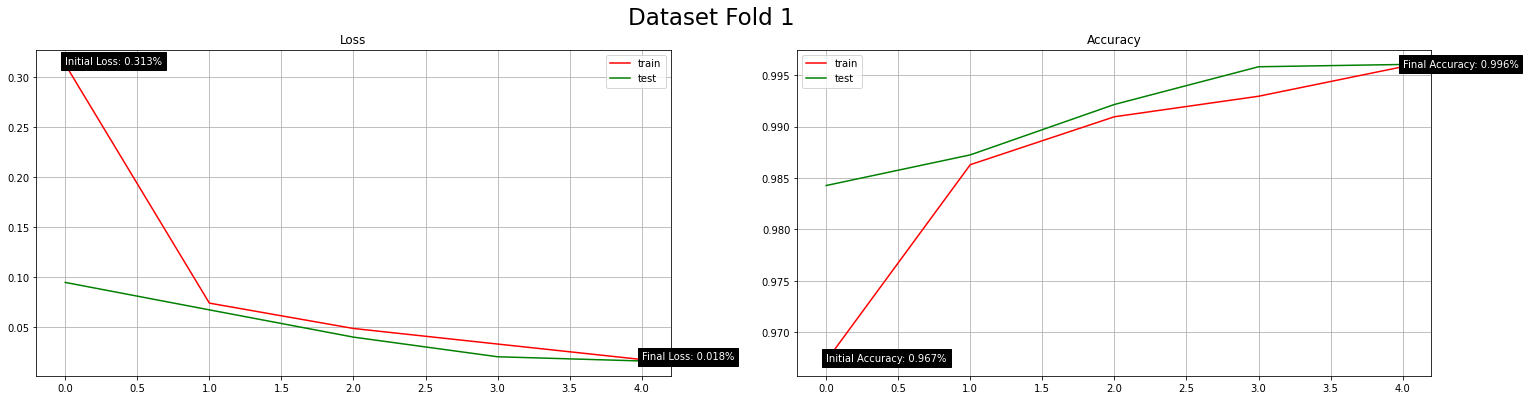 Dataset Fold 1
Loss
Initial Loss: 0.313%
train
test
0.30
0.25
0.20
0.15
0.10
0.05
Final Loss: 0.018%
0.0 0.5 1.0 1.5 2.0 2.5 3.0 3.5 4.0
Accuracy
train
test
Final Accuracy: 0.996%
0.995
0.990
0.985
0.980
0.975
0.970
Initial Accuracy: 0.967%
0.0 0.5 1.0 1.5 2.0 2.5 3.0 3.5 4.0